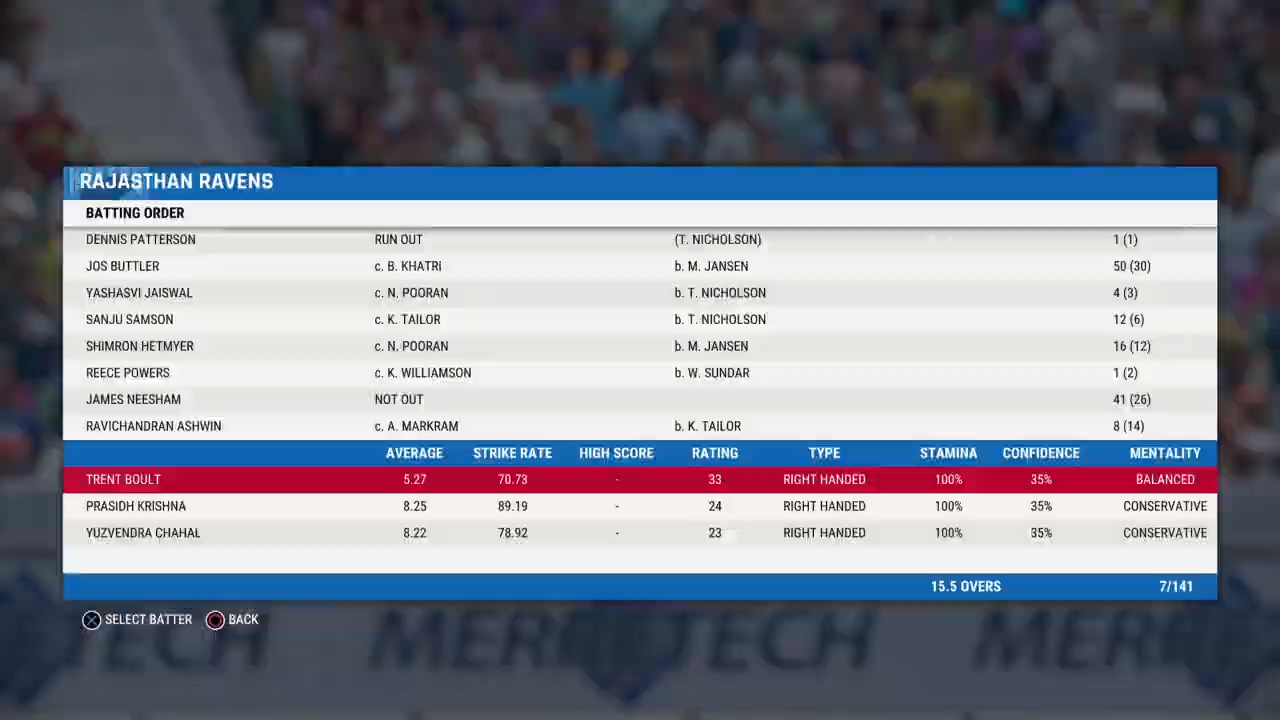 RAJASTHAN RAVENS
BATTING ORDER
DENNIS PATTERSON RUN OUT (T. NICHOLSON) 1 (1)
JOS BUTTLER c. B. KHATRI b. M. JANSEN 50 (30)
YASHASVI JAISWAL c. N. POORAN b. T. NICHOLSON 4 (3)
SANJU SAMSON c. K. TAILOR b. T. NICHOLSON 12 (6)
SHIMRON HETMYER c. N. POORAN b. M. JANSEN 16 (12)
REECE POWERS c. K. WILLIAMSON b. W. SUNDAR 1 (2)
JAMES NEESHAM NOT OUT 41 (26)
RAVICHANDRAN ASHWIN c. A. MARKRAM b. K. TAILOR 8 (14)
AVERAGE STRIKE RATE HIGH SCORE RATING TYPE STAMINA CONFIDENCE MENTALITY
TRENT BOULT 5.27 70.73 - 33 RIGHT HANDED 100% 35% BALANCED
PRASIDH KRISHNA 8.25 89.19 - 24 RIGHT HANDED 100% 35% CONSERVATIVE
YUZVENDRA CHAHAL 8.22 78.92 - 23 RIGHT HANDED 100% 35% CONSERVATIVE
15.5 OVERS 7/141
SELECT BATTER BACK